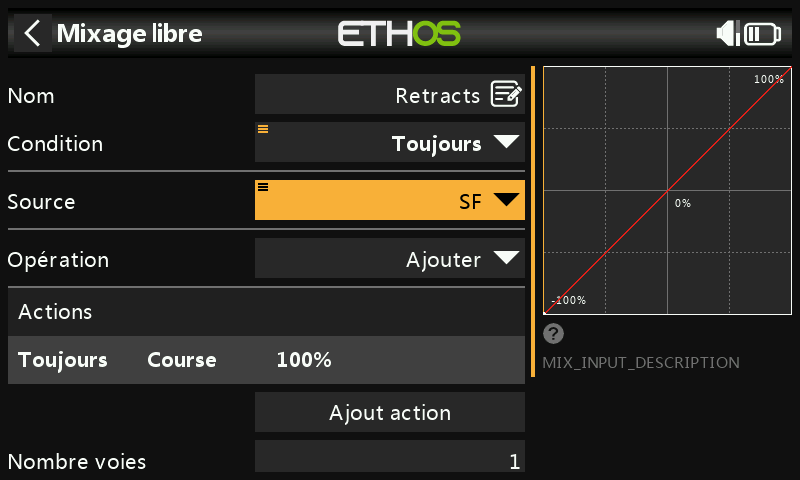 Mixage libre
ETHOS
Nom
Retracts
Condition
Toujours
Source
SF
Opération
Ajouter
Actions
Toujours Course 100%
Ajout action
Nombre voies
1
100%
0%
-100%
?
MIX_INPUT_DESCRIPTION